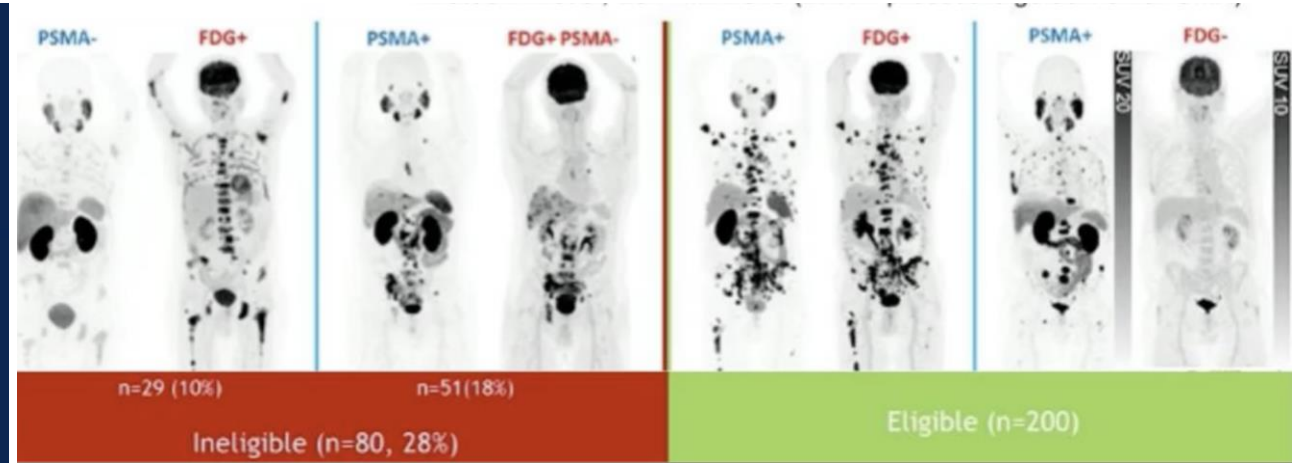 PSMA-
FDG+
PSMA+
FDG+ PSMA-
PSMA+
FDG+
PSMA+
FDG-
SUV 20
SUV 10
n=29 (10%)
n=51(18%)
Ineligible (n=80, 28%)
Eligible (n=200)